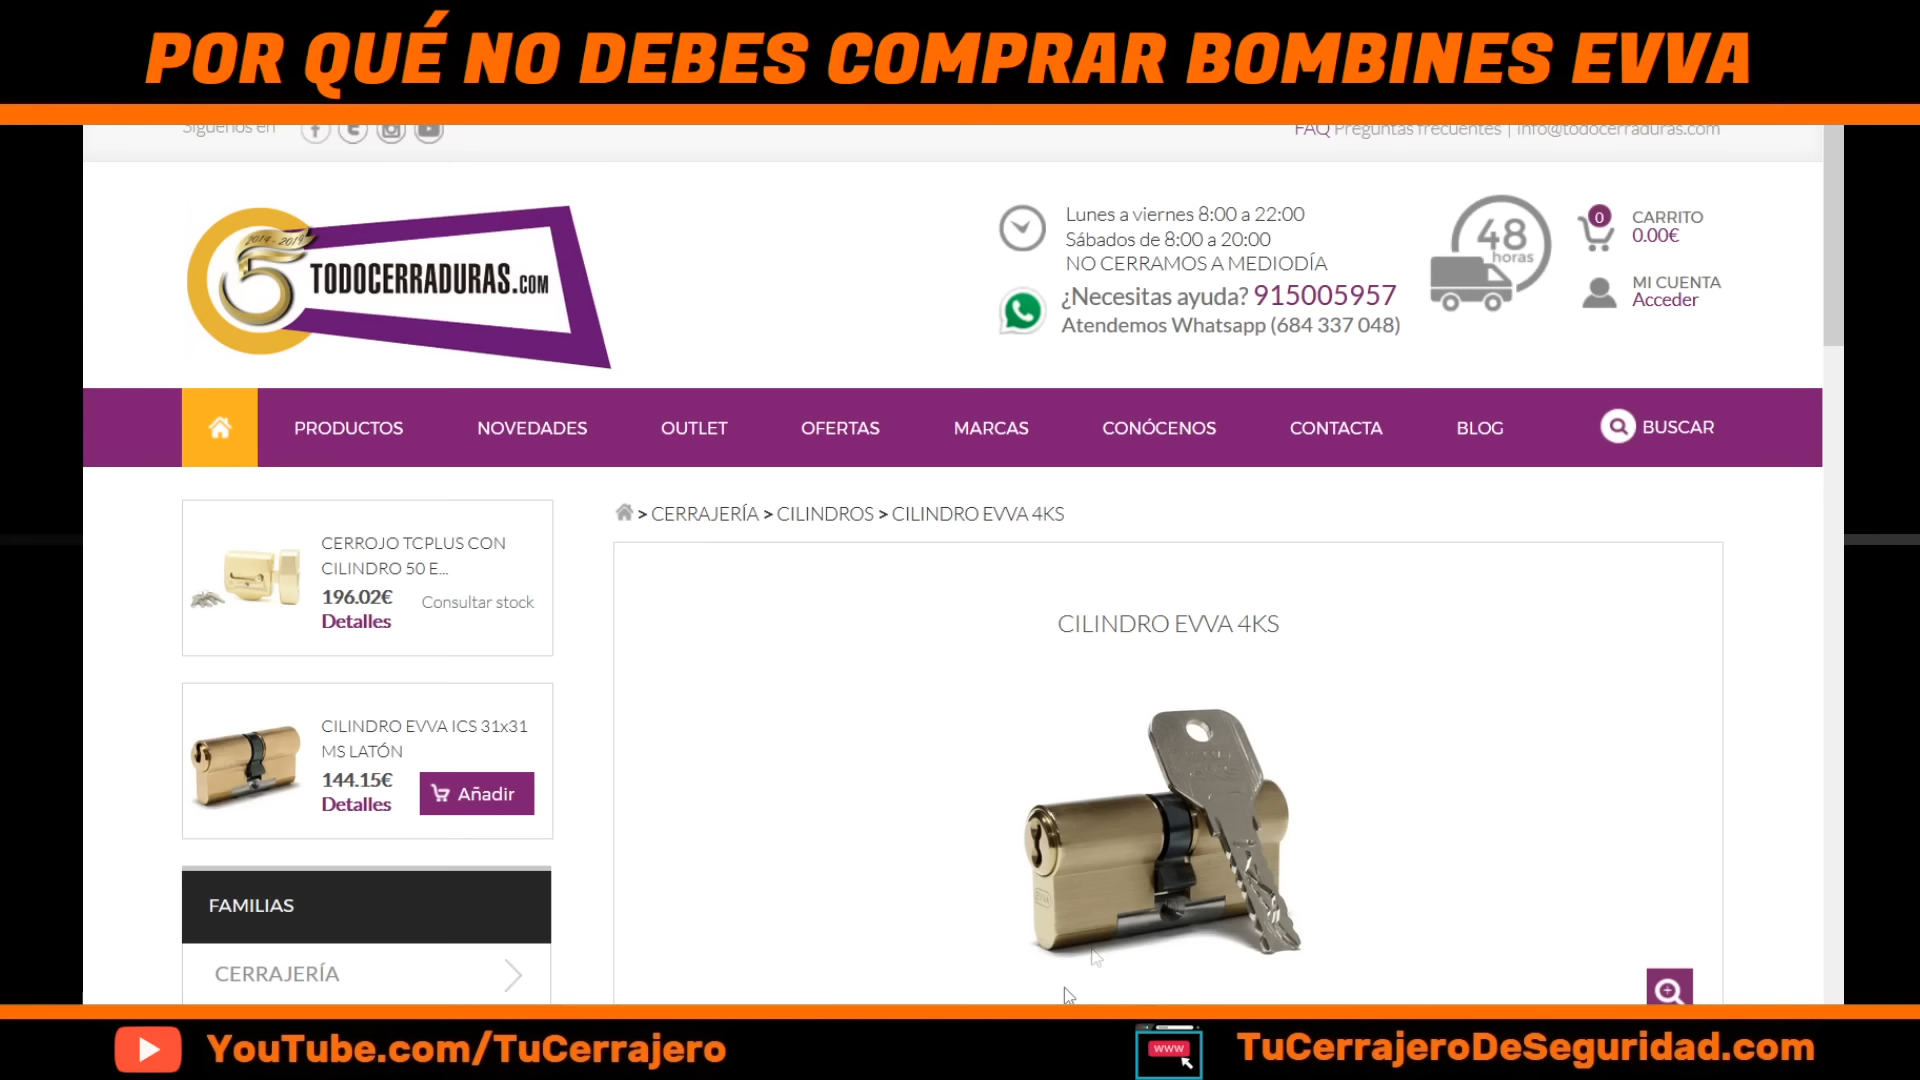 POR QUÉ NO DEBES COMPRAR BOMBINES EVVA
Síguenos en
FAQ Preguntas frecuentes | info@todocerraduras.com
2014 - 2019
5
TODOCERRADURAS.COM
Lunes a viernes 8:00 a 22:00
Sábados de 8:00 a 20:00
NO CERRAMOS A MEDIODÍA
¿Necesitas ayuda? 915005957
Atendemos Whatsapp (684 337 048)
48
horas
0
CARRITO
0.00€
MI CUENTA
Acceder
PRODUCTOS NOVEDADES OUTLET OFERTAS MARCAS CONÓCENOS CONTACTA BLOG BUSCAR
> CERRAJERÍA > CILINDROS > CILINDRO EVVA 4KS
CERROJO TCPLUS CON
CILINDRO 50 E...
196.02€
Consultar stock
Detalles
CILINDRO EVVA ICS 31x31
MS LATÓN
144.15€
Añadir
Detalles
FAMILIAS
CERRAJERÍA
CILINDRO EVVA 4KS
YouTube.com/TuCerrajero
www
TuCerrajeroDeSeguridad.com